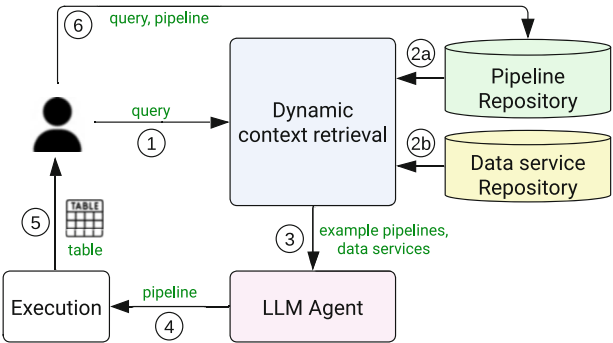 6
query, pipeline
2a
Pipeline
Repository
Dynamic
context retrieval
query
1
2b
Data service
Repository
5
TABLE
table
3
example pipelines,
data services
Execution
pipeline
4
LLM Agent